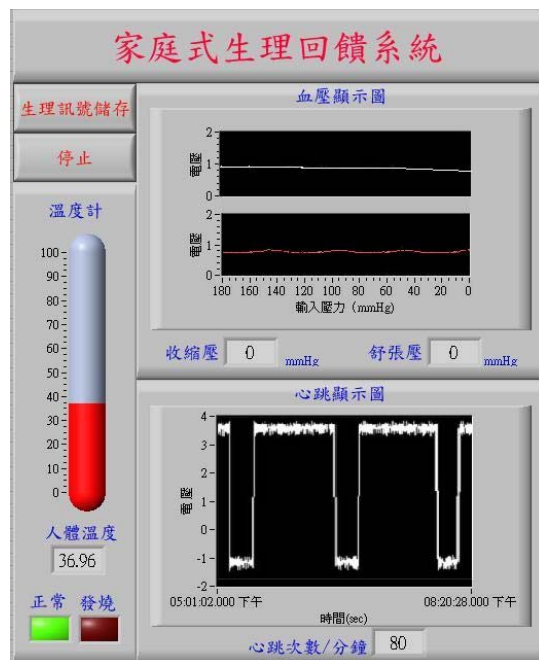 家庭式生理回饋系統
生理訊號儲存
停止
溫度計
100
90
80
70
60
50
40
30
20
10
0
人體溫度
36.96
正常 發燒
血壓顯示圖
電壓
2
1
0
電壓
2
1
0
180 160 140 120 100 80 60 40 20 0
輸入壓力 (mmHg)
收縮壓 0 mmHg 舒張壓 0 mmHg
心跳顯示圖
電壓
4
3
2
1
0
-1
-2
05:01:02.000 下午 08:20:28.000 下午
時間(sec)
心跳次數/分鐘 80